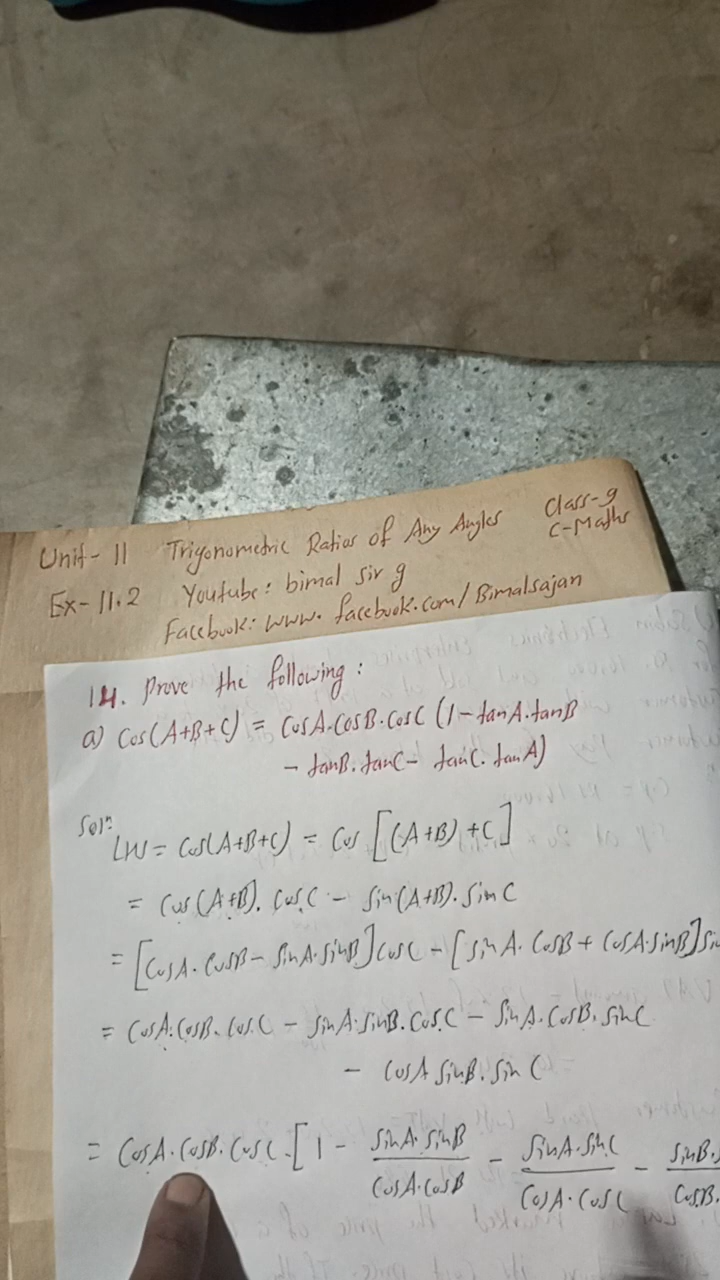 Unit-11 Trigonometric Ratios of Any Angles Class-9
C-Maths
Ex-11.2 Youtube: bimal sir g
Facebook: www.facebook.com/Bimalsajan
14. Prove the following:
a) Cos(A+B+C) = CosA.CosB.CosC (1-tanA.tanB
- tanB.tanC- tanC.tanA)
Soln:
LHS = Cos(A+B+C) = Cos [(A+B)+C]
= Cos(A+B). CosC - Sin(A+B).SinC
= [CosA.CosB- SinA.SinB]CosC - [SinA. CosB + CosA.SinB]Sin
= CosA.CosB.CosC - SinA.SinB.CosC - SinA.CosB.SinC
- CosA SinB.SinC
= CosA.CosB.CosC.[1 - SinA.SinB/CosA.CosB - SinA.SinC/CosA.CosC - SinB./CosB.